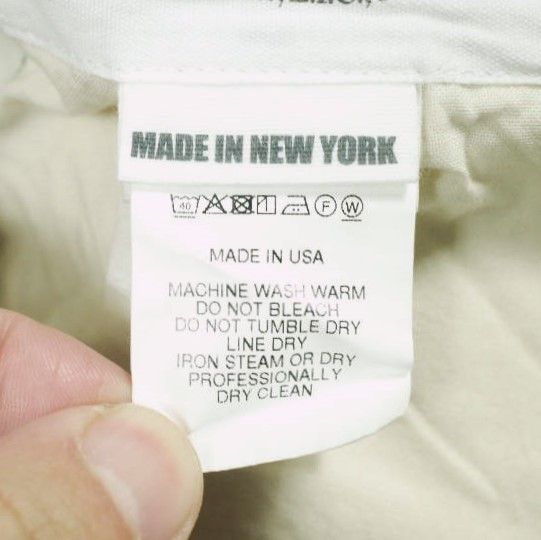 MADE IN NEW YORK
40 F W
MADE IN USA
MACHINE WASH WARM
DO NOT BLEACH
DO NOT TUMBLE DRY
LINE DRY
IRON STEAM OR DRY
PROFESSIONALLY
DRY CLEAN